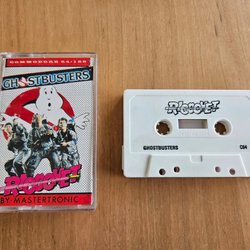 COMMODORE 64/128
GHOSTBUSTERS
RICOCHET
BY MASTERTRONIC
RICOCHET
GHOSTBUSTERS C64